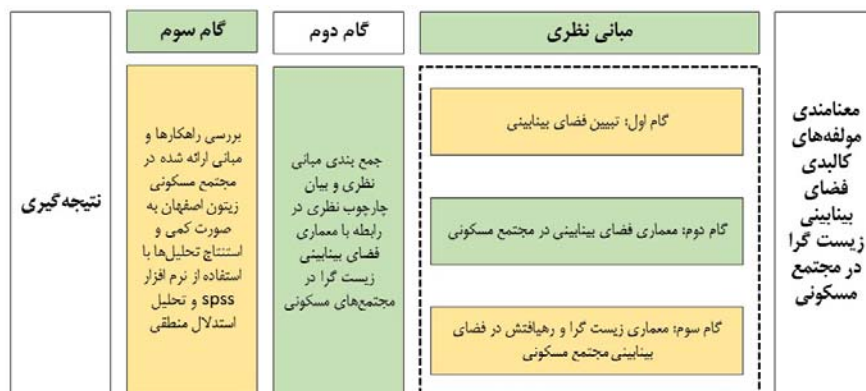 معنامندی
مولفه‌های
کالبدی
فضای
بینابینی
زیست گرا
در مجتمع
مسکونی
مبانی نظری
گام اول: تبیین فضای بینابینی
گام دوم: معماری فضای بینابینی در مجتمع مسکونی
گام سوم: معماری زیست گرا و رهیافتش در فضای
بینابینی مجتمع مسکونی
گام دوم
جمع بندی مبانی
نظری و بیان
چارچوب نظری در
رابطه با معماری
فضای بینابینی
زیست گرا در
مجتمع‌های مسکونی
گام سوم
بررسی راهکارها و
مبانی ارائه شده در
مجتمع مسکونی
زیتون اصفهان به
صورت کمی و
استنتاج تحلیل‌ها با
استفاده از نرم افزار
spss و تحلیل
استدلال منطقی
نتیجه‌گیری